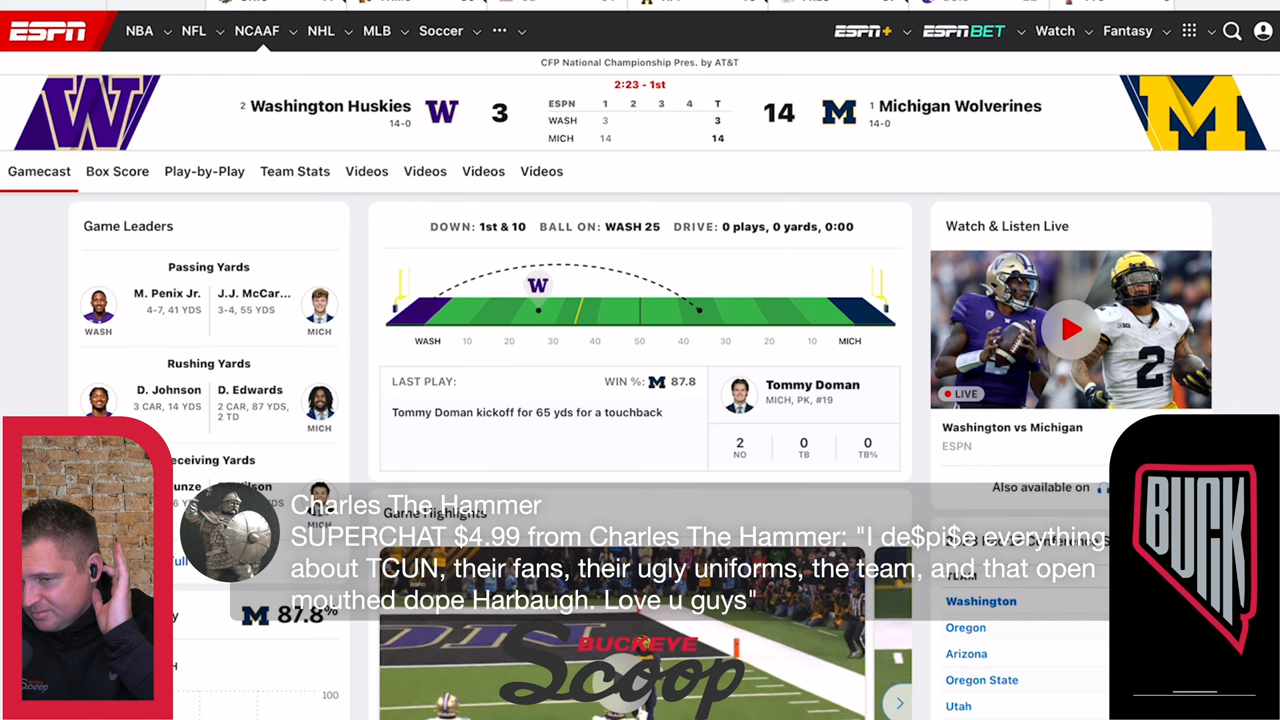 ESPN NBA NFL NCAAF NHL MLB Soccer ... ESPN+ ESPN BET Watch Fantasy
CFP National Championship Pres. by AT&T
2:23 - 1st
2 Washington Huskies W 3
14-0
ESPN 1 2 3 4 T
WASH 3 3
MICH 14 14
14 M 1 Michigan Wolverines
14-0
Gamecast Box Score Play-by-Play Team Stats Videos Videos Videos Videos
Game Leaders
Passing Yards
M. Penix Jr. J.J. McCar...
4-7, 41 YDS 3-4, 55 YDS
WASH MICH
Rushing Yards
D. Johnson D. Edwards
3 CAR, 14 YDS 2 CAR, 87 YDS,
2 TD
MICH
eceiving Yards
MICH
87.8%
100
DOWN: 1st & 10 BALL ON: WASH 25 DRIVE: 0 plays, 0 yards, 0:00
W
WASH 10 20 30 40 50 40 30 20 10 MICH
LAST PLAY: WIN %: M 87.8
Tommy Doman kickoff for 65 yds for a touchback
Tommy Doman
MICH, PK, #19
2 0 0
NO TB TB%
Game Highlights
Watch & Listen Live
LIVE
Washington vs Michigan
ESPN
Also available on
TEAM
Washington
Oregon
Arizona
Oregon State
Utah
Charles The Hammer
SUPERCHAT $4.99 from Charles The Hammer: "I de$pi$e everything
about TCUN, their fans, their ugly uniforms, the team, and that open
mouthed dope Harbaugh. Love u guys"
BUCKEYE
Scoop
BUCK